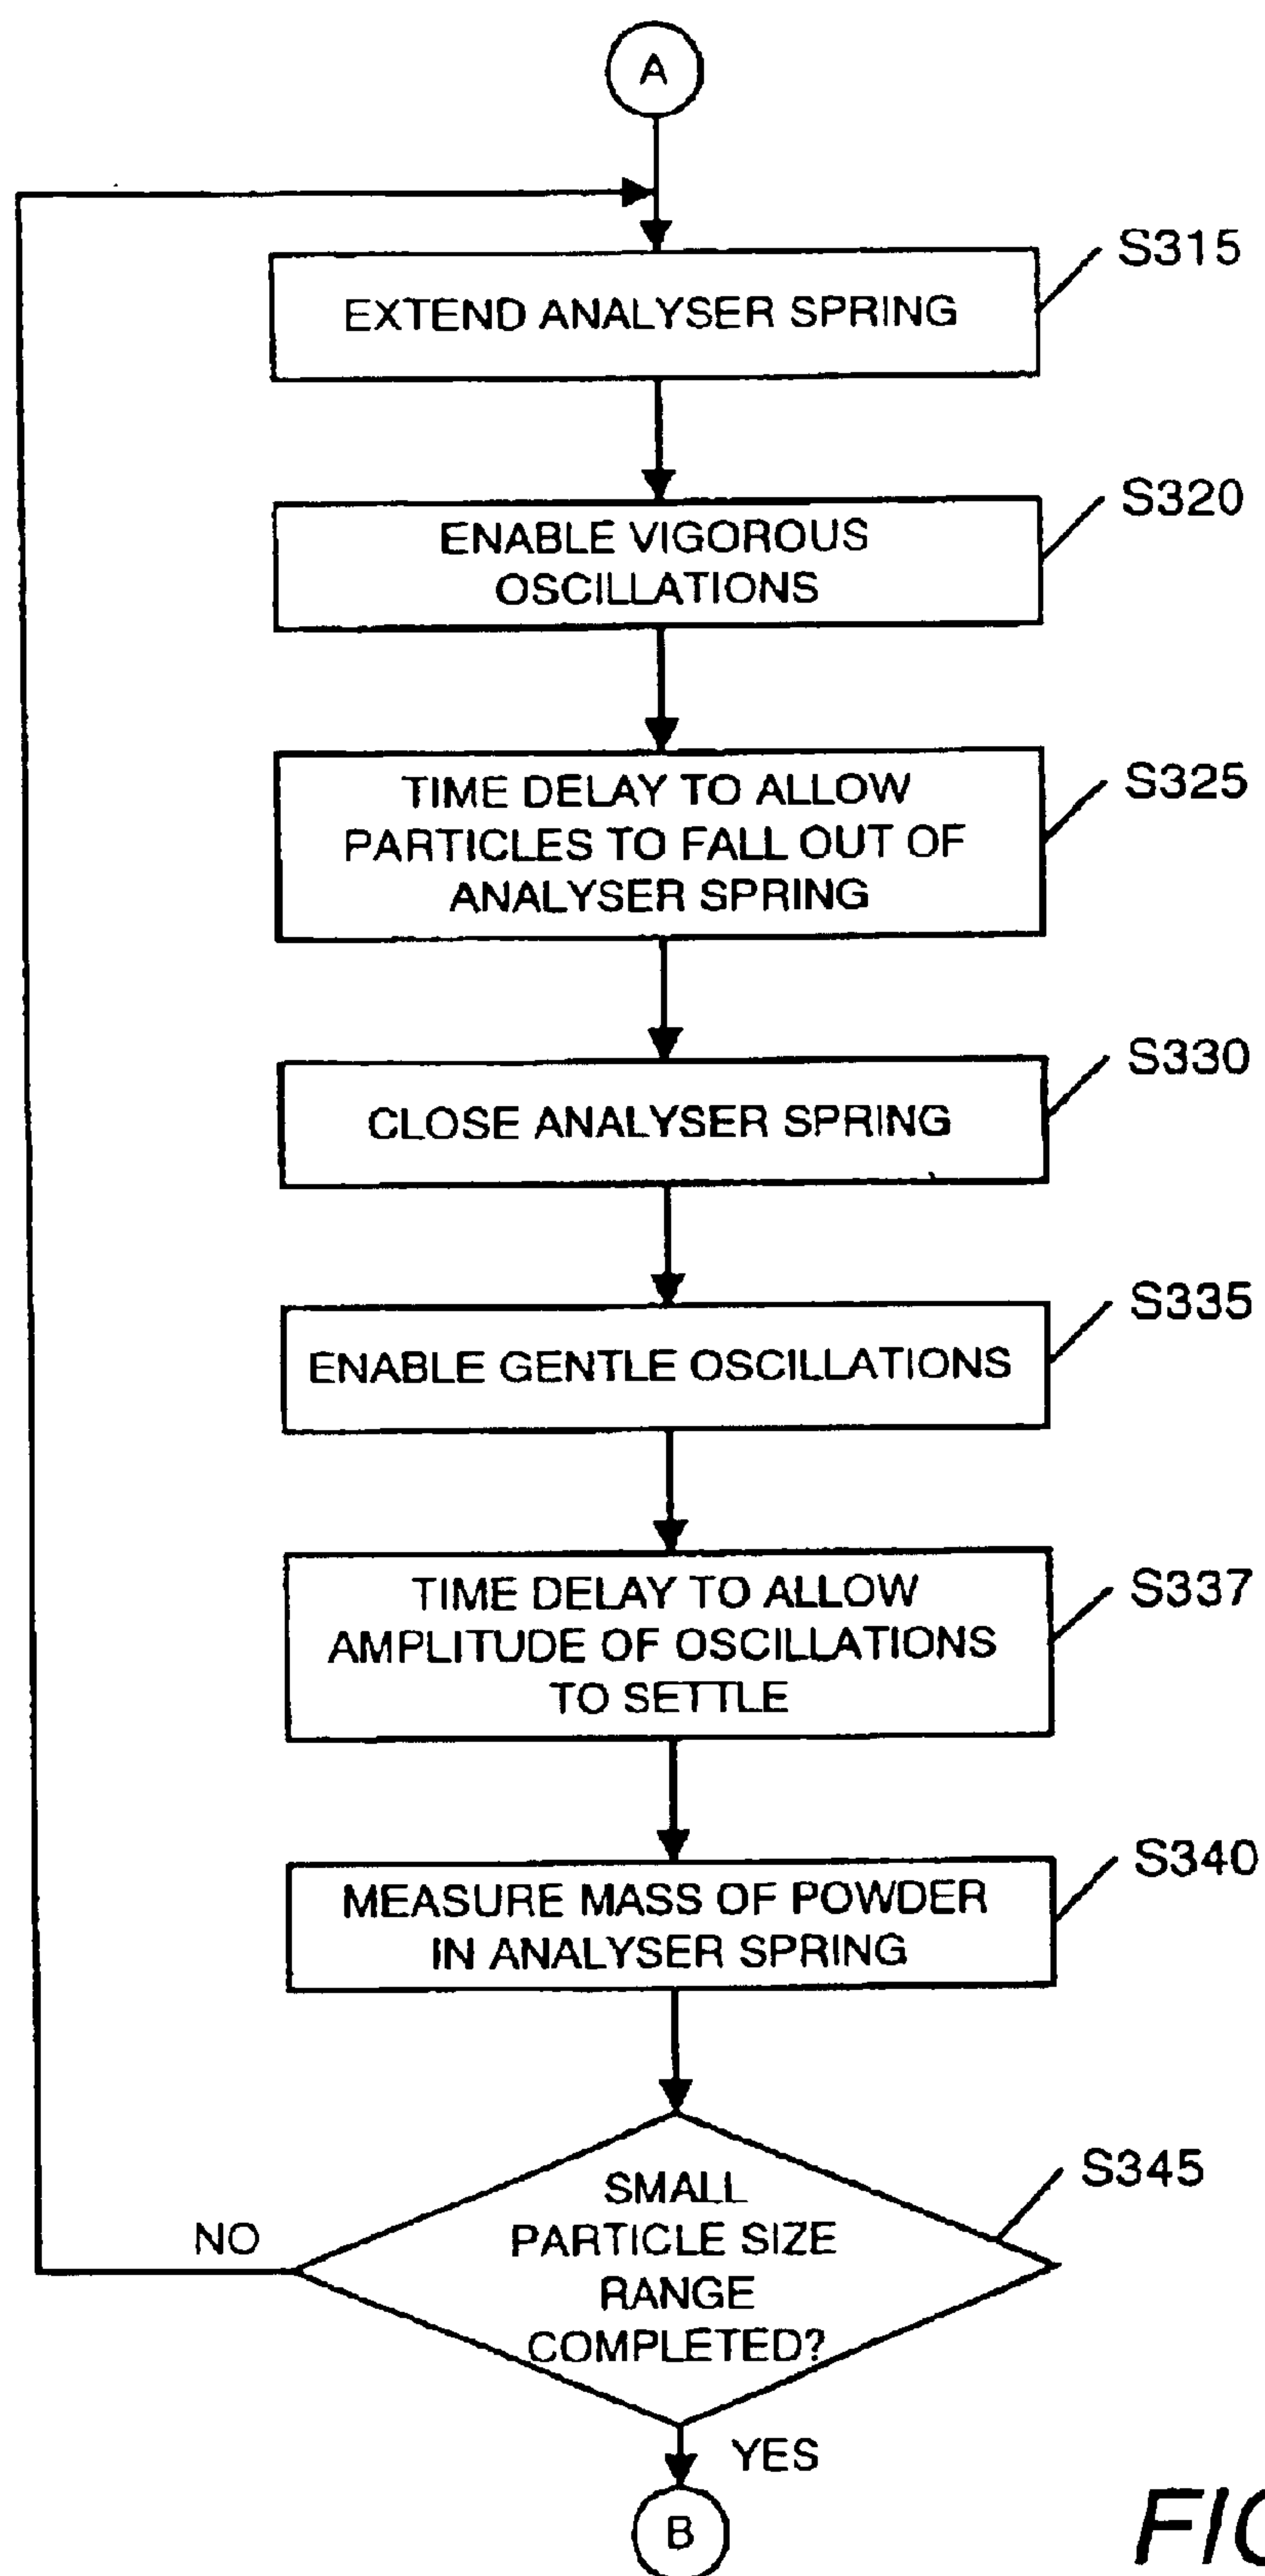 A
EXTEND ANALYSER SPRING
S315
ENABLE VIGOROUS
OSCILLATIONS
S320
TIME DELAY TO ALLOW
PARTICLES TO FALL OUT OF
ANALYSER SPRING
S325
CLOSE ANALYSER SPRING
S330
ENABLE GENTLE OSCILLATIONS
S335
TIME DELAY TO ALLOW
AMPLITUDE OF OSCILLATIONS
TO SETTLE
S337
MEASURE MASS OF POWDER
IN ANALYSER SPRING
S340
SMALL
PARTICLE SIZE
RANGE
COMPLETED?
S345
NO
YES
B